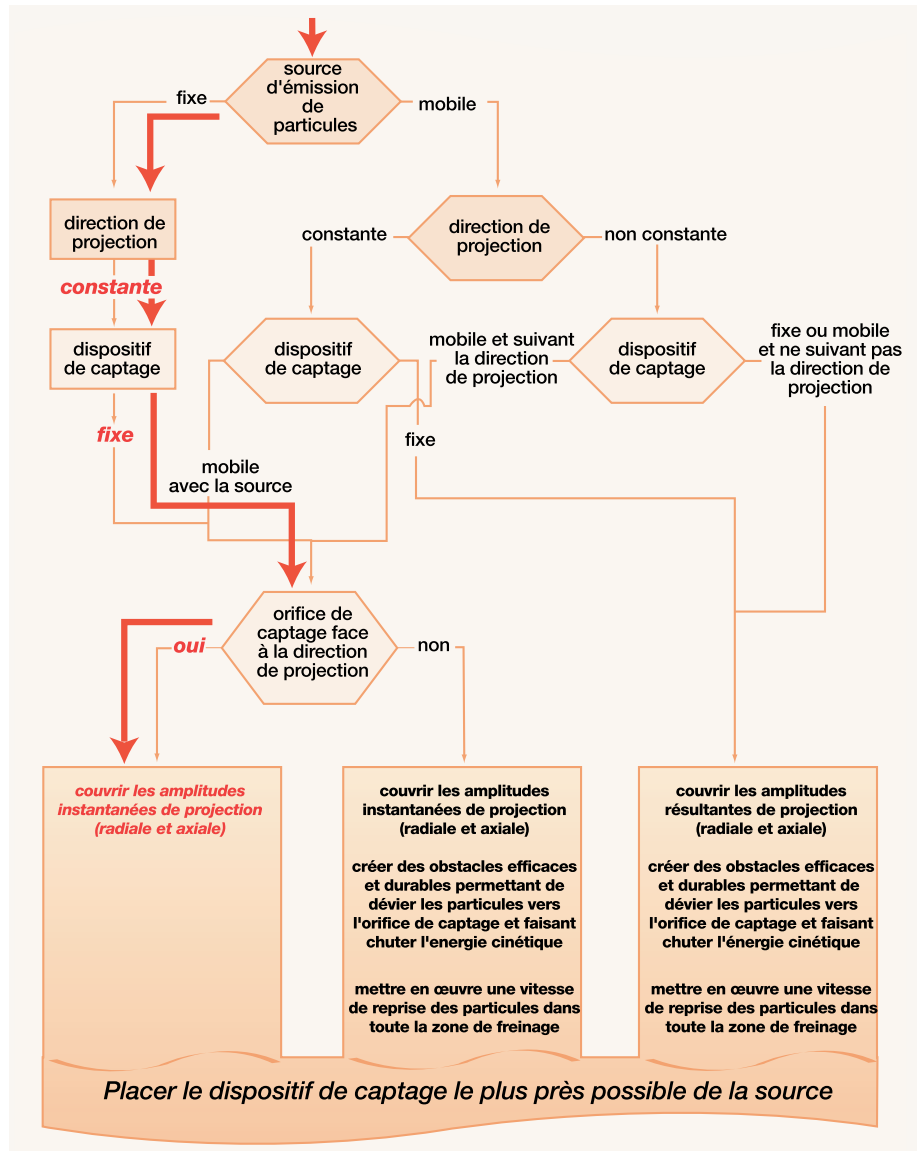 source
d'émission
de
particules
fixe
mobile
direction de
projection
constante
direction de
projection
non constante
constante
dispositif
de captage
dispositif
de captage
mobile et suivant
la direction
de projection
dispositif
de captage
fixe ou mobile
et ne suivant pas
la direction de
projection
fixe
mobile
avec la source
fixe
orifice de
captage face
à la direction
de projection
oui
non
couvrir les amplitudes
instantanées de projection
(radiale et axiale)
couvrir les amplitudes
instantanées de projection
(radiale et axiale)
créer des obstacles efficaces
et durables permettant de
dévier les particules vers
l'orifice de captage et faisant
chuter l'energie cinétique
mettre en œuvre une vitesse
de reprise des particules dans
toute la zone de freinage
couvrir les amplitudes
résultantes de projection
(radiale et axiale)
créer des obstacles efficaces
et durables permettant de
dévier les particules vers
l'orifice de captage et faisant
chuter l'énergie cinétique
mettre en œuvre une vitesse
de reprise des particules dans
toute la zone de freinage
Placer le dispositif de captage le plus près possible de la source